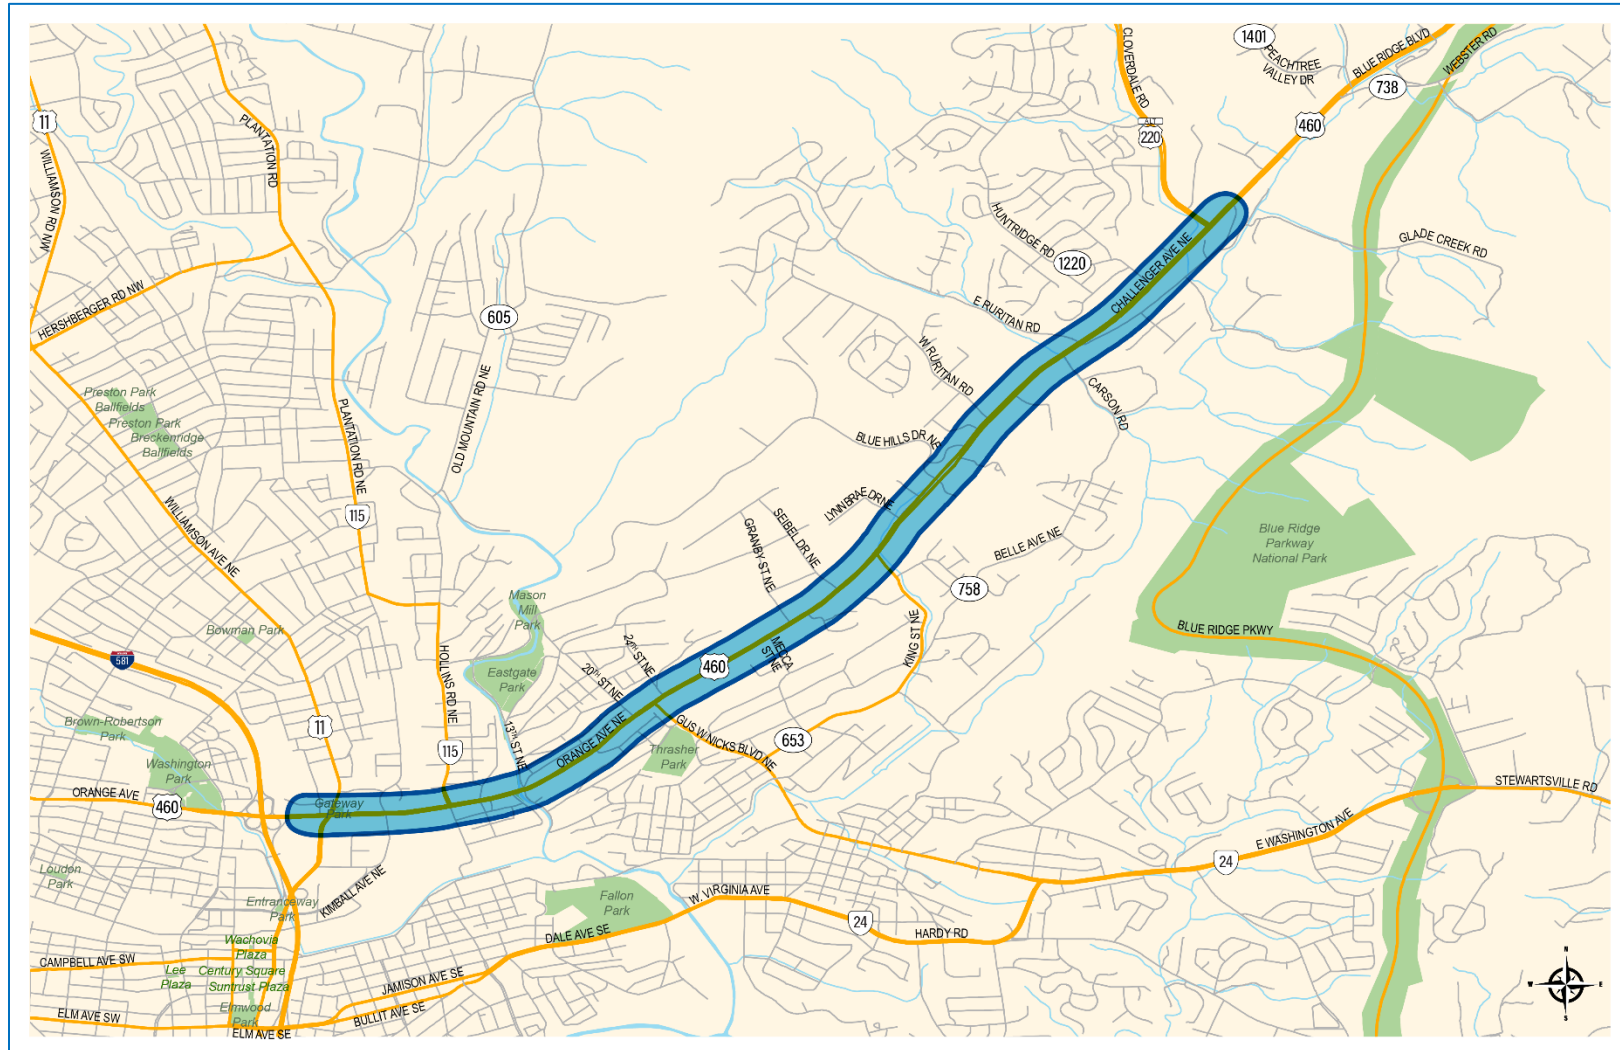 1401
PEACHTREE
VALLEY DR
BLUE RIDGE BLVD
WEBSTER RD
738
CLOVERDALE RD
ALT
220
460
11
PLANTATION RD
WILLIAMSON RD NW
HUNTRIDGE RD
1220
CHALLENGER AVE NE
GLADE CREEK RD
HERSHBERGER RD NW
605
E RURITAN RD
W RURITAN RD
CARSON RD
OLD MOUNTAIN RD NE
PLANTATION RD NE
Preston Park
Ballfields
Preston Park
Breckenridge
Ballfields
BLUE HILLS DR NE
LYNNBRAE DR NE
SEIBEL DR NE
GRANBY ST NE
BELLE AVE NE
115
WILLIAMSON AVE NE
Blue Ridge
Parkway
National Park
758
Mason
Mill
Park
Bowman Park
KING ST NE
BLUE RIDGE PKWY
INTERSTATE
581
HOLLINS RD NE
Eastgate
Park
24TH ST NE
20TH ST NE
460
MECCA
ST NE
Brown-Robertson
Park
11
115
13TH ST NE
ORANGE AVE NE
GUS W NICKS BLVD NE
653
Thrasher
Park
Washington
Park
ORANGE AVE
460
Gateway
Park
STEWARTSVILLE RD
E WASHINGTON AVE
24
Loudon
Park
KIMBALL AVE NE
Entranceway
Park
Fallon
Park
W. VIRGINIA AVE
24
HARDY RD
DALE AVE SE
Wachovia
Plaza
CAMPBELL AVE SW
Lee
Plaza
Century Square
Suntrust Plaza
JAMISON AVE SE
BULLIT AVE SE
Elmwood
Park
ELM AVE SW
ELM AVE SE
N
W
E
S